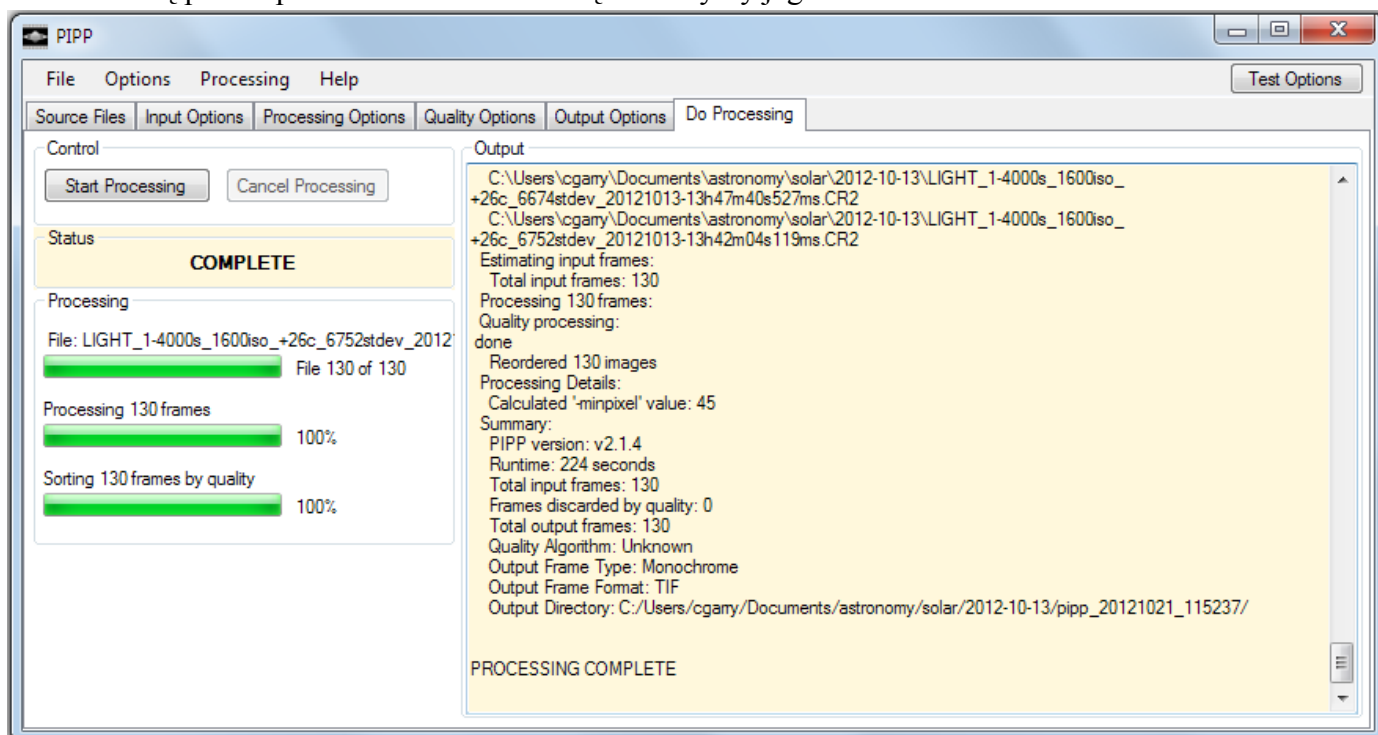 PIPP
File Options Processing Help
Test Options
Source Files Input Options Processing Options Quality Options Output Options Do Processing
Control
Start Processing Cancel Processing
Status
COMPLETE
Processing
File: LIGHT_1-4000s_1600iso_+26c_6752stdev_2012
File 130 of 130
Processing 130 frames
100%
Sorting 130 frames by quality
100%
Output
C:\Users\cgarry\Documents\astronomy\solar\2012-10-13\LIGHT_1-4000s_1600iso_
+26c_6674stdev_20121013-13h47m40s527ms.CR2
C:\Users\cgarry\Documents\astronomy\solar\2012-10-13\LIGHT_1-4000s_1600iso_
+26c_6752stdev_20121013-13h42m04s119ms.CR2
Estimating input frames:
Total input frames: 130
Processing 130 frames:
Quality processing:
done
Reordered 130 images
Processing Details:
Calculated '-minpixel' value: 45
Summary:
PIPP version: v2.1.4
Runtime: 224 seconds
Total input frames: 130
Frames discarded by quality: 0
Total output frames: 130
Quality Algorithm: Unknown
Output Frame Type: Monochrome
Output Frame Format: TIF
Output Directory: C:/Users/cgarry/Documents/astronomy/solar/2012-10-13/pipp_20121021_115237/
PROCESSING COMPLETE